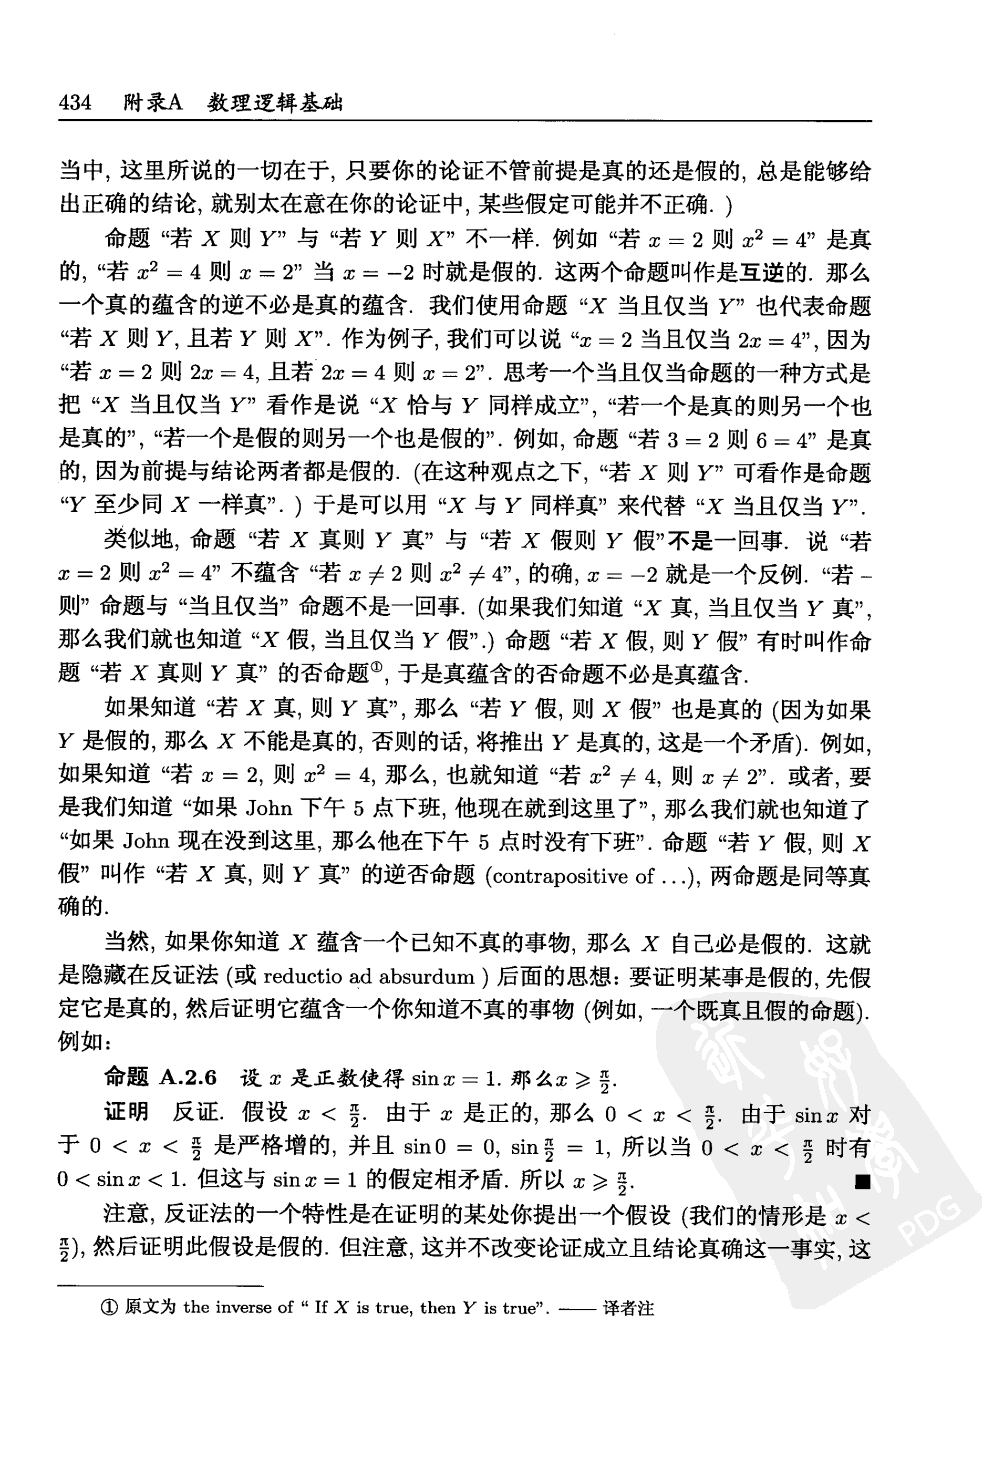 434 附录A 数理逻辑基础
当中, 这里所说的一切在于, 只要你的论证不管前提是真的还是假的, 总是能够给
出正确的结论, 就别太在意在你的论证中, 某些假定可能并不正确. )
命题 “若 X 则 Y” 与 “若 Y 则 X” 不一样. 例如 “若 x = 2 则 x² = 4” 是真
的, “若 x² = 4 则 x = 2” 当 x = −2 时就是假的. 这两个命题叫作是互逆的. 那么
一个真的蕴含的逆不必是真的蕴含. 我们使用命题 “X 当且仅当 Y” 也代表命题
“若 X 则 Y, 且若 Y 则 X”. 作为例子, 我们可以说 “x = 2 当且仅当 2x = 4”, 因为
“若 x = 2 则 2x = 4, 且若 2x = 4 则 x = 2”. 思考一个当且仅当命题的一种方式是
把 “X 当且仅当 Y” 看作是说 “X 恰与 Y 同样成立”, “若一个是真的则另一个也
是真的”, “若一个是假的则另一个也是假的”. 例如, 命题 “若 3 = 2 则 6 = 4” 是真
的, 因为前提与结论两者都是假的. (在这种观点之下, “若 X 则 Y” 可看作是命题
“Y 至少同 X 一样真”. ) 于是可以用 “X 与 Y 同样真” 来代替 “X 当且仅当 Y”.
类似地, 命题 “若 X 真则 Y 真” 与 “若 X 假则 Y 假”不是一回事. 说 “若
x = 2 则 x² = 4” 不蕴含 “若 x ≠ 2 则 x² ≠ 4”, 的确, x = −2 就是一个反例. “若 −
则” 命题与 “当且仅当” 命题不是一回事. (如果我们知道 “X 真, 当且仅当 Y 真”,
那么我们就也知道 “X 假, 当且仅当 Y 假”.) 命题 “若 X 假, 则 Y 假” 有时叫作命
题 “若 X 真则 Y 真” 的否命题①, 于是真蕴含的否命题不必是真蕴含.
如果知道 “若 X 真, 则 Y 真”, 那么 “若 Y 假, 则 X 假” 也是真的 (因为如果
Y 是假的, 那么 X 不能是真的, 否则的话, 将推出 Y 是真的, 这是一个矛盾). 例如,
如果知道 “若 x = 2, 则 x² = 4, 那么, 也就知道 “若 x² ≠ 4, 则 x ≠ 2”. 或者, 要
是我们知道 “如果 John 下午 5 点下班, 他现在就到这里了”, 那么我们就也知道了
“如果 John 现在没到这里, 那么他在下午 5 点时没有下班”. 命题 “若 Y 假, 则 X
假” 叫作 “若 X 真, 则 Y 真” 的逆否命题 (contrapositive of ...), 两命题是同等真
确的.
当然, 如果你知道 X 蕴含一个已知不真的事物, 那么 X 自己必是假的. 这就
是隐藏在反证法 (或 reductio ad absurdum ) 后面的思想: 要证明某事是假的, 先假
定它是真的, 然后证明它蕴含一个你知道不真的事物 (例如, 一个既真且假的命题).
例如:
命题 A.2.6 设 x 是正数使得 sin x = 1. 那么x ⩾ π/2.
证明 反证. 假设 x < π/2. 由于 x 是正的, 那么 0 < x < π/2. 由于 sin x 对
于 0 < x < π/2 是严格增的, 并且 sin 0 = 0, sin π/2 = 1, 所以当 0 < x < π/2 时有
0 < sin x < 1. 但这与 sin x = 1 的假定相矛盾. 所以 x ⩾ π/2. ■
注意, 反证法的一个特性是在证明的某处你提出一个假设 (我们的情形是 x <
π/2), 然后证明此假设是假的. 但注意, 这并不改变论证成立且结论真确这一事实, 这
① 原文为 the inverse of “ If X is true, then Y is true”. —— 译者注
PDG